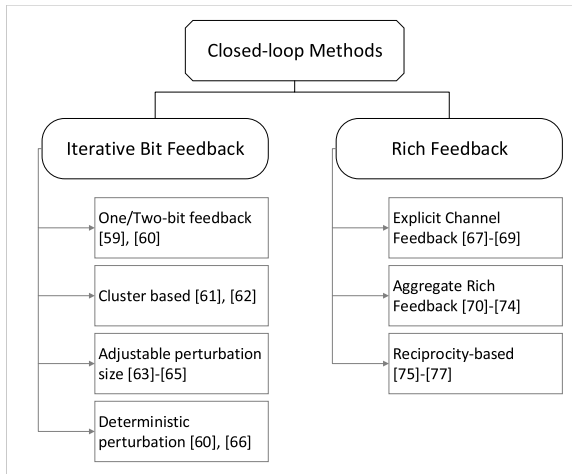 Closed-loop Methods
Iterative Bit Feedback
One/Two-bit feedback
[59], [60]
Cluster based [61], [62]
Adjustable perturbation
size [63]-[65]
Deterministic
perturbation [60], [66]
Rich Feedback
Explicit Channel
Feedback [67]-[69]
Aggregate Rich
Feedback [70]-[74]
Reciprocity-based
[75]-[77]